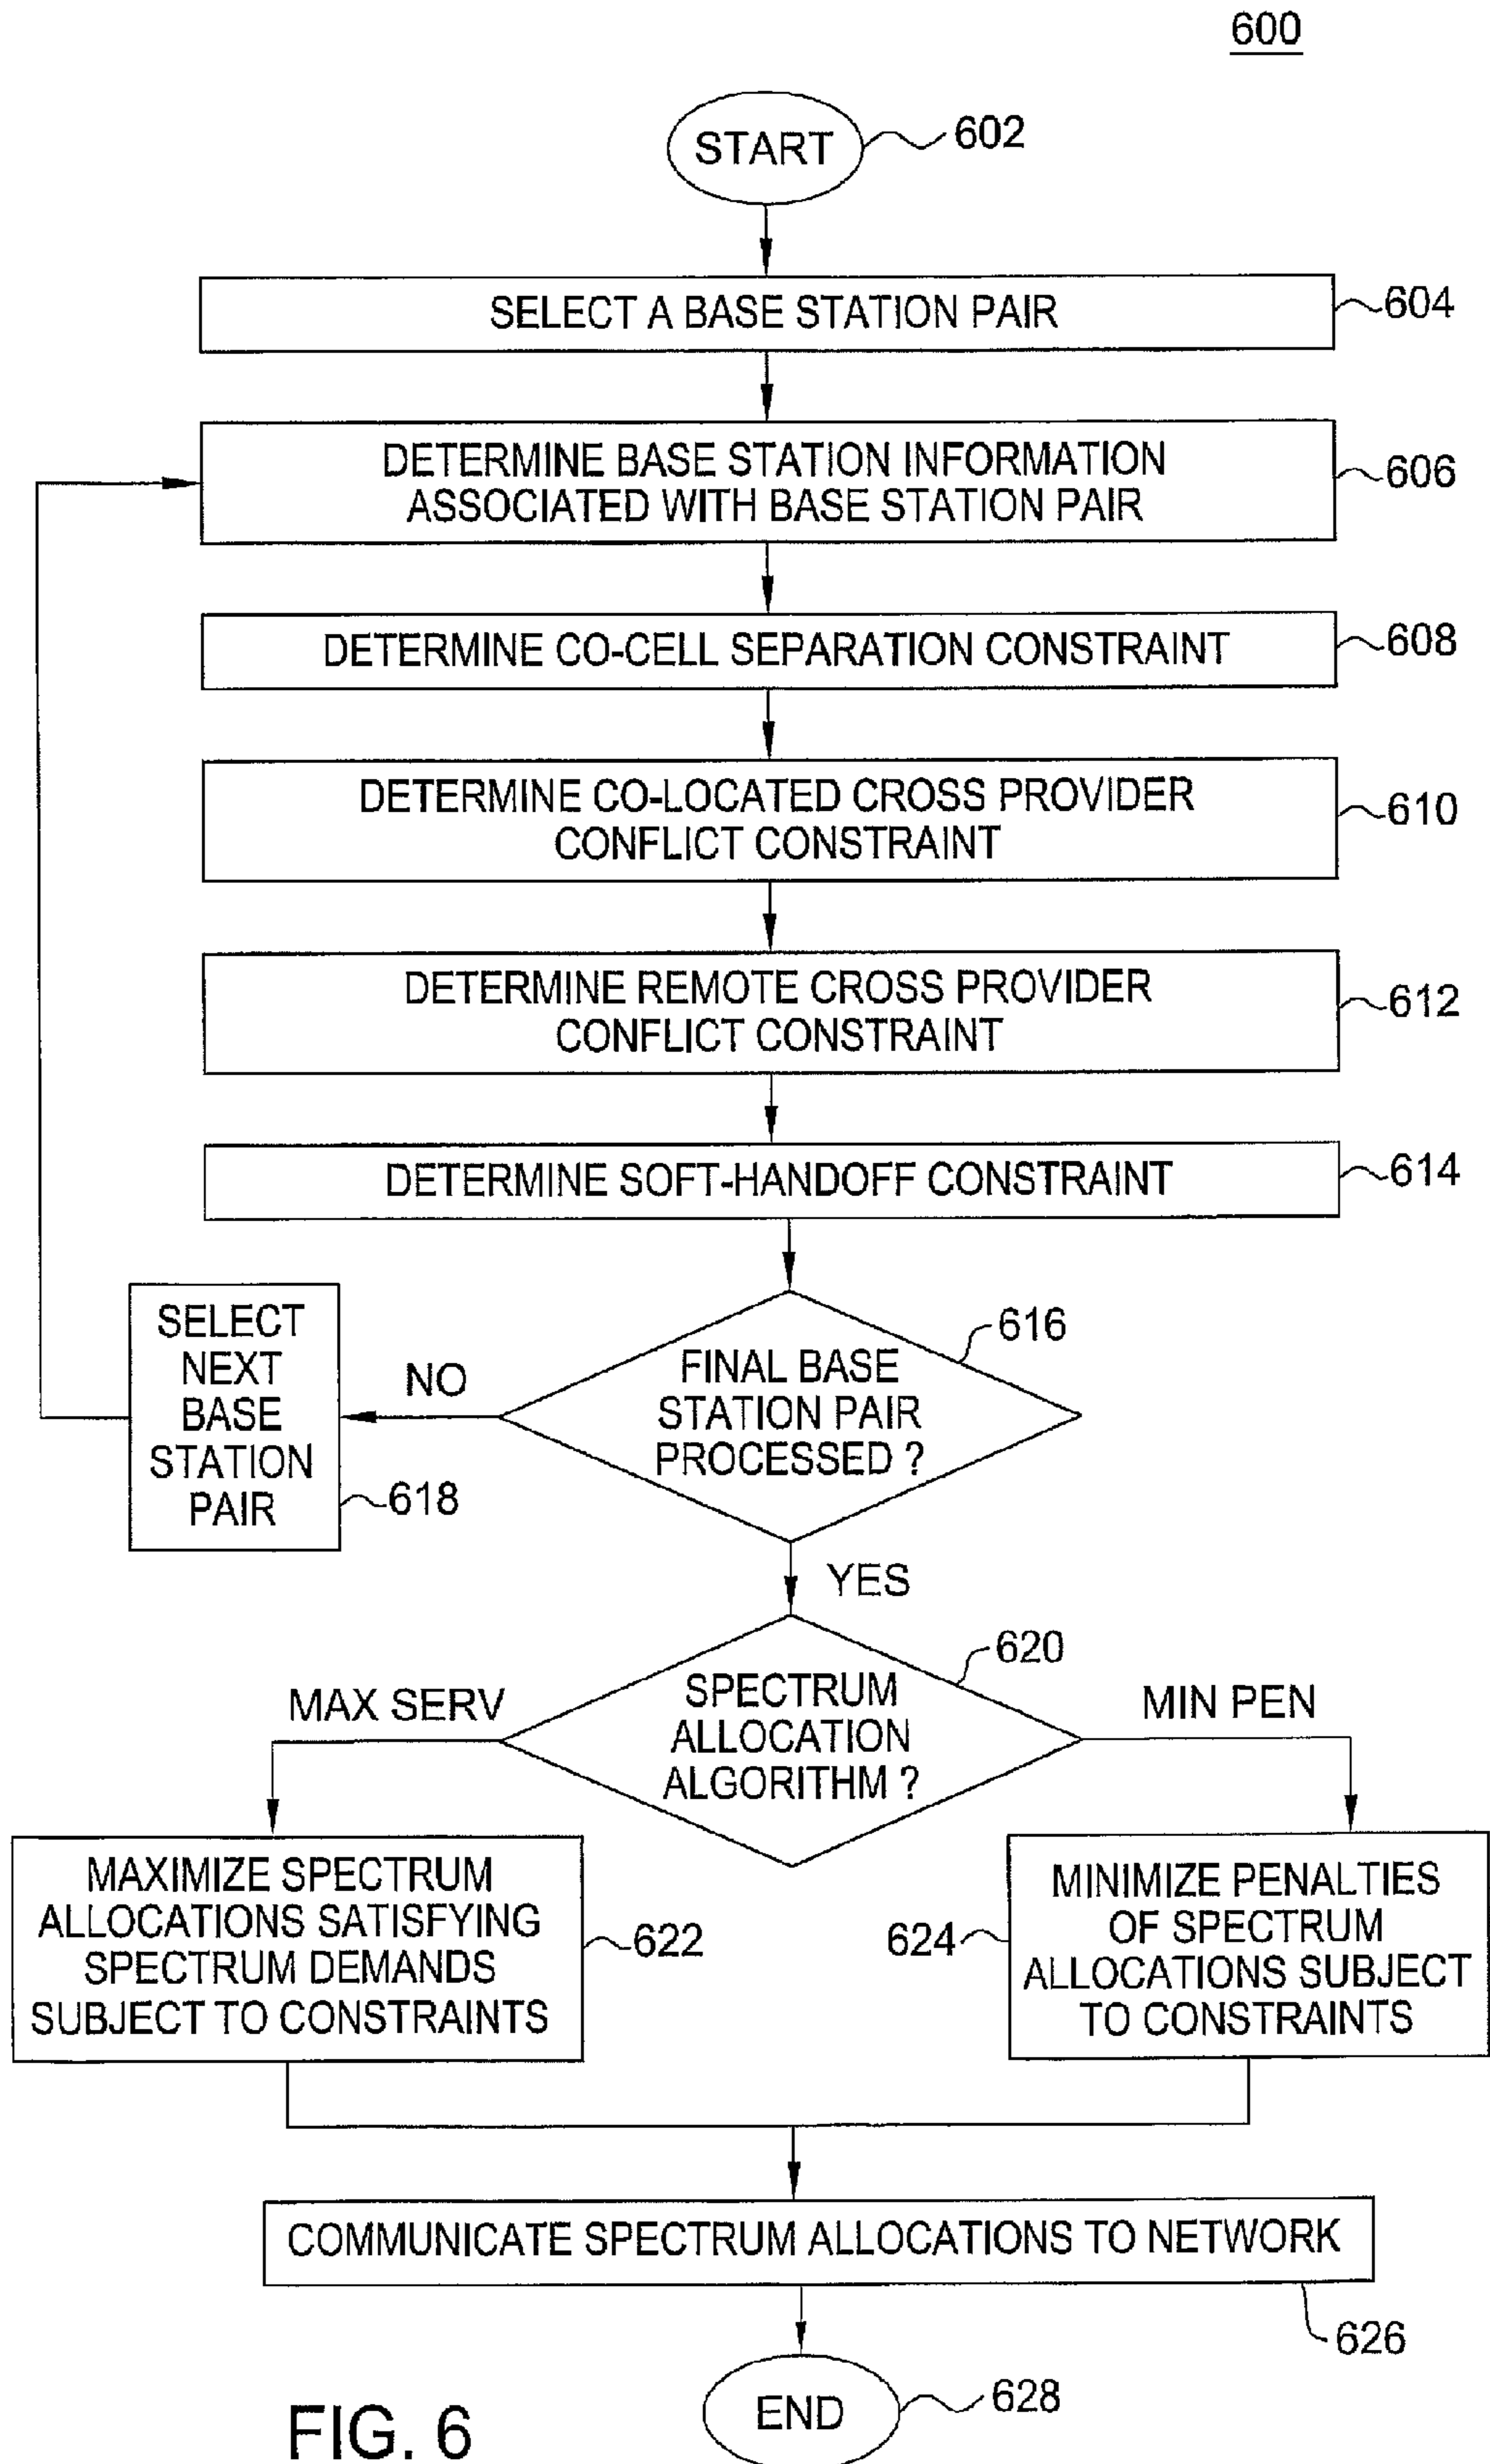 600
START
602
SELECT A BASE STATION PAIR
604
DETERMINE BASE STATION INFORMATION
ASSOCIATED WITH BASE STATION PAIR
606
DETERMINE CO-CELL SEPARATION CONSTRAINT
608
DETERMINE CO-LOCATED CROSS PROVIDER
CONFLICT CONSTRAINT
610
DETERMINE REMOTE CROSS PROVIDER
CONFLICT CONSTRAINT
612
DETERMINE SOFT-HANDOFF CONSTRAINT
614
FINAL BASE
STATION PAIR
PROCESSED ?
616
NO
SELECT
NEXT
BASE
STATION
PAIR
618
YES
SPECTRUM
ALLOCATION
ALGORITHM ?
620
MAX SERV
MIN PEN
MAXIMIZE SPECTRUM
ALLOCATIONS SATISFYING
SPECTRUM DEMANDS
SUBJECT TO CONSTRAINTS
622
624
MINIMIZE PENALTIES
OF SPECTRUM
ALLOCATIONS SUBJECT
TO CONSTRAINTS
COMMUNICATE SPECTRUM ALLOCATIONS TO NETWORK
626
END
628
FIG. 6